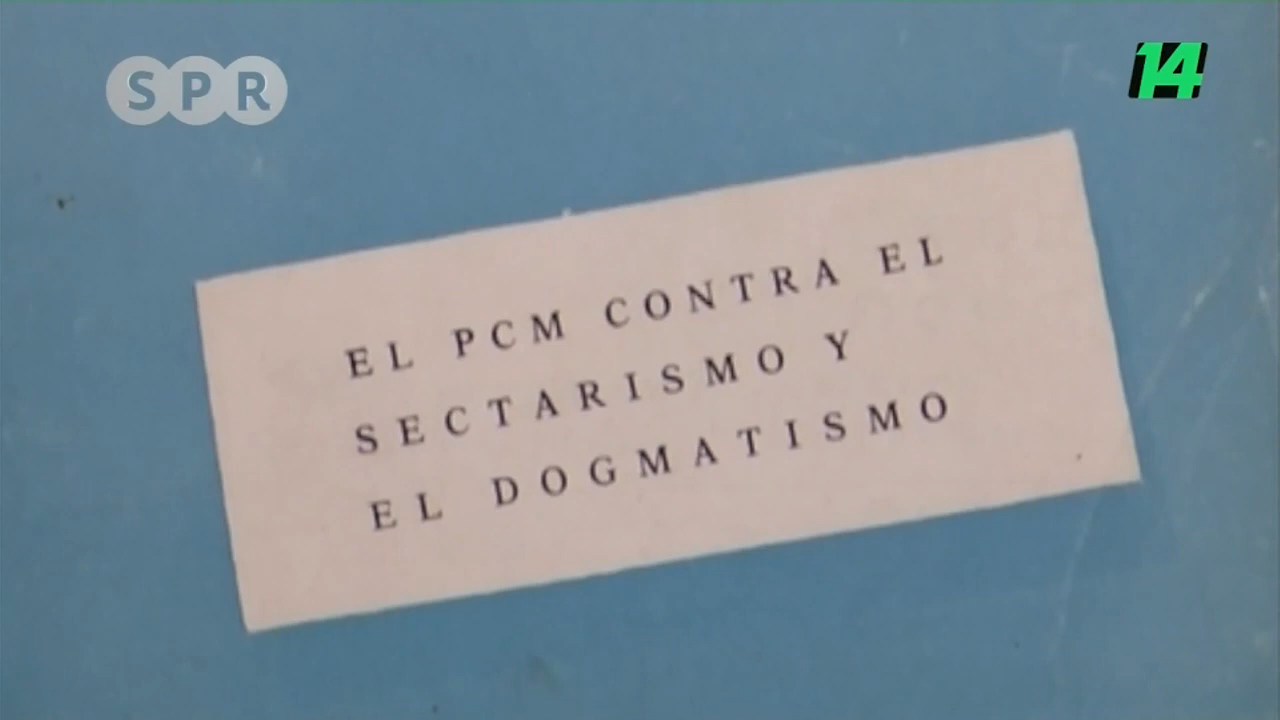 SPR
14
EL PCM CONTRA EL
SECTARISMO Y
EL DOGMATISMO